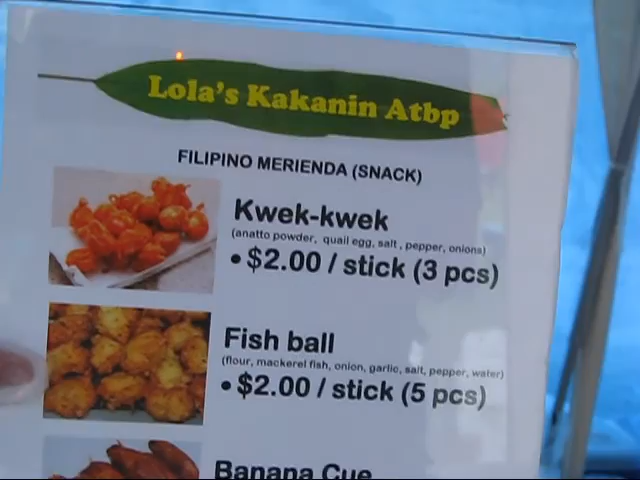 Lola's Kakanin Atbp
FILIPINO MERIENDA (SNACK)
Kwek-kwek
(anatto powder, quail egg, salt, pepper, onions)
• $2.00 / stick (3 pcs)
Fish ball
(flour, mackerel fish, onion, garlic, salt, pepper, water)
• $2.00 / stick (5 pcs)
Banana Cue